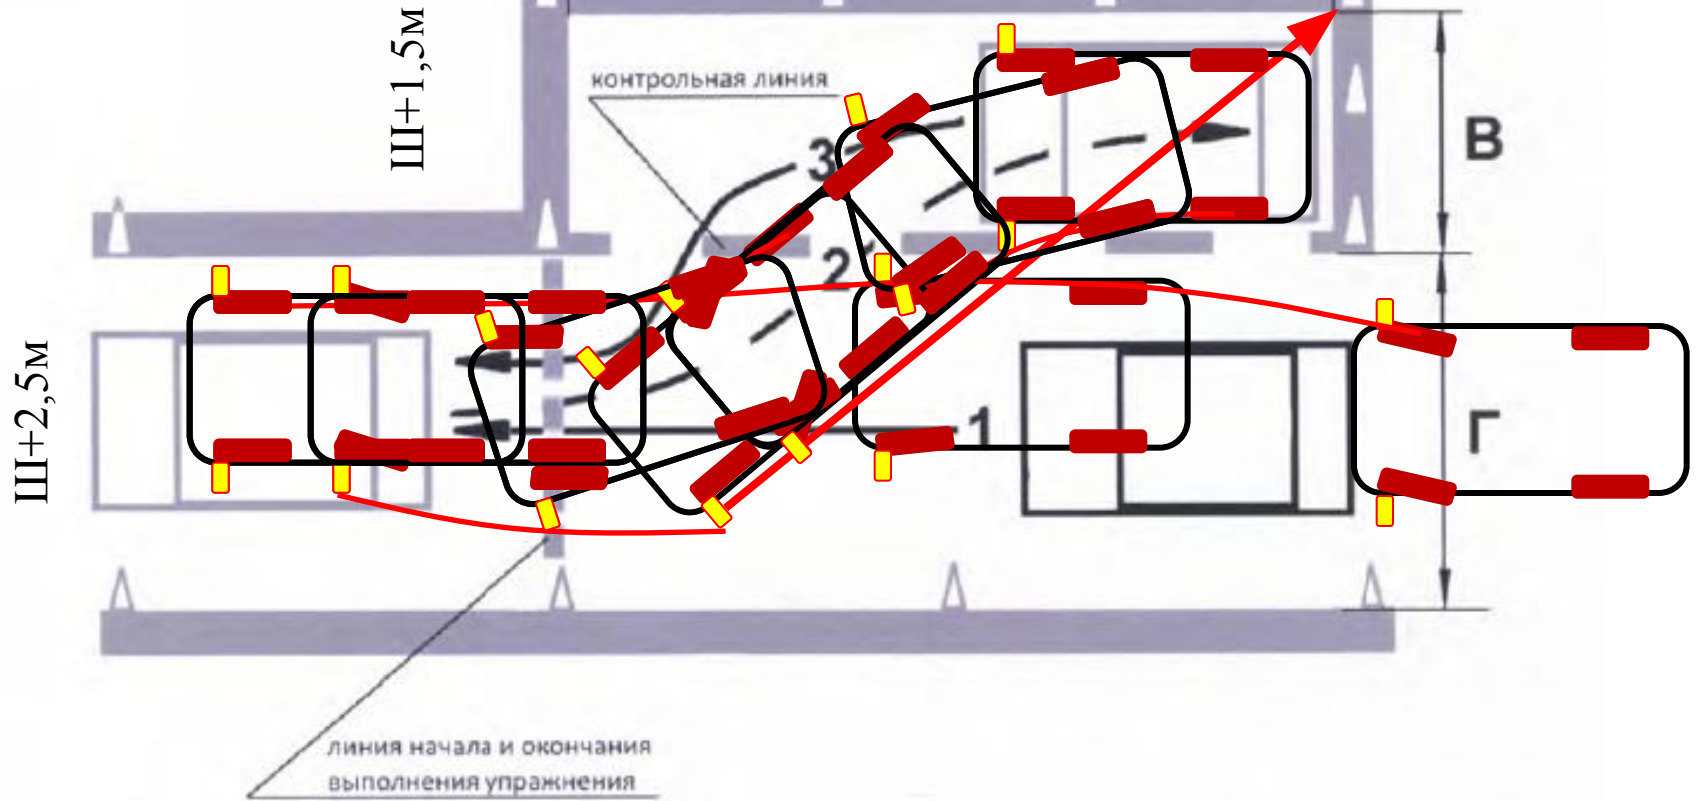 Ш+1,5м
контрольная линия
В
3
2
1
Г
Ш+2,5м
линия начала и окончания
выполнения упражнения